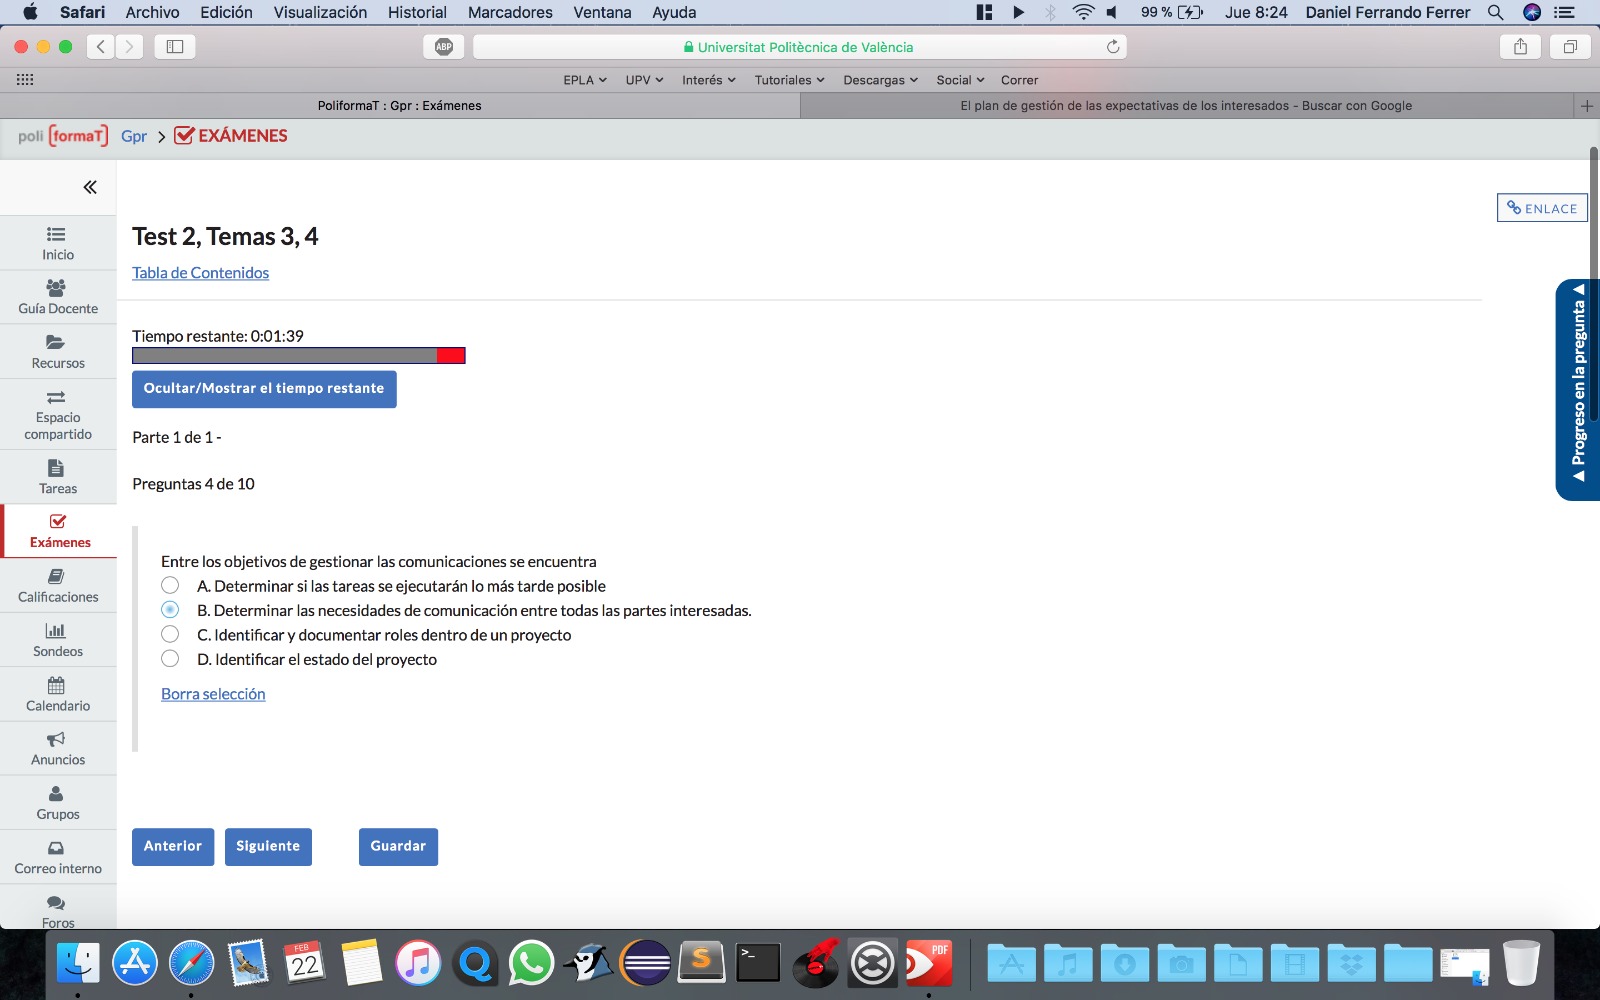 Safari Archivo Edición Visualización Historial Marcadores Ventana Ayuda 99 % Jue 8:24 Daniel Ferrando Ferrer
ABP Universitat Politècnica de València
EPLA UPV Interés Tutoriales Descargas Social Correr
PoliformaT : Gpr : Exámenes El plan de gestión de las expectativas de los interesados - Buscar con Google
poli [formaT] Gpr > EXÁMENES
ENLACE
Test 2, Temas 3, 4
Tabla de Contenidos
Tiempo restante: 0:01:39
Ocultar/Mostrar el tiempo restante
Parte 1 de 1 -
Preguntas 4 de 10
Entre los objetivos de gestionar las comunicaciones se encuentra
A. Determinar si las tareas se ejecutarán lo más tarde posible
B. Determinar las necesidades de comunicación entre todas las partes interesadas.
C. Identificar y documentar roles dentro de un proyecto
D. Identificar el estado del proyecto
Borra selección
Anterior Siguiente Guardar
Inicio
Guía Docente
Recursos
Espacio
compartido
Tareas
Exámenes
Calificaciones
Sondeos
Calendario
Anuncios
Grupos
Correo interno
Foros
Progreso en la pregunta
FEB
22
PDF